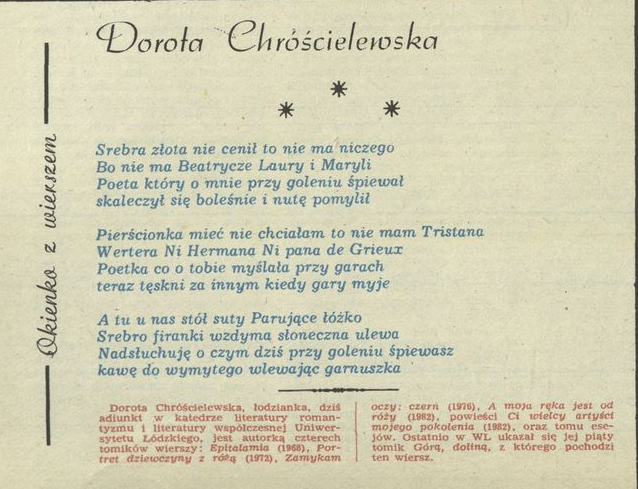 Dorota Chróścielewska
* * *
Okienko z wierszem
Srebra złota nie cenił to nie ma niczego
Bo nie ma Beatrycze Laury i Maryli
Poeta który o mnie przy goleniu śpiewał
skaleczył się boleśnie i nutę pomylił
Pierścionka mieć nie chciałam to nie mam Tristana
Wertera Ni Hermana Ni pana de Grieux
Poetka co o tobie myślała przy garach
teraz tęskni za innym kiedy gary myje
A tu u nas stół suty Parujące łóżko
Srebro firanki wzdyma słoneczna ulewa
Nadsłuchuję o czym dziś przy goleniu śpiewasz
kawę do wymytego wlewając garnuszka
Dorota Chróścielewska, łodzianka, dziś
adiunkt w katedrze literatury roman-
tyzmu i literatury współczesnej Uniwer-
sytetu Łódzkiego, jest autorką czterech
tomików wierszy: Epitalamia (1968), Por-
tret dziewczyny z różą (1972), Zamykam
oczy: czerń (1976), A moja ręka jest od
róży (1982), powieści Ci wielcy artyści
mojego pokolenia (1982), oraz tomu ese-
jów. Ostatnio w WL ukazał się jej piąty
tomik Górą, doliną, z którego pochodzi
ten wiersz.